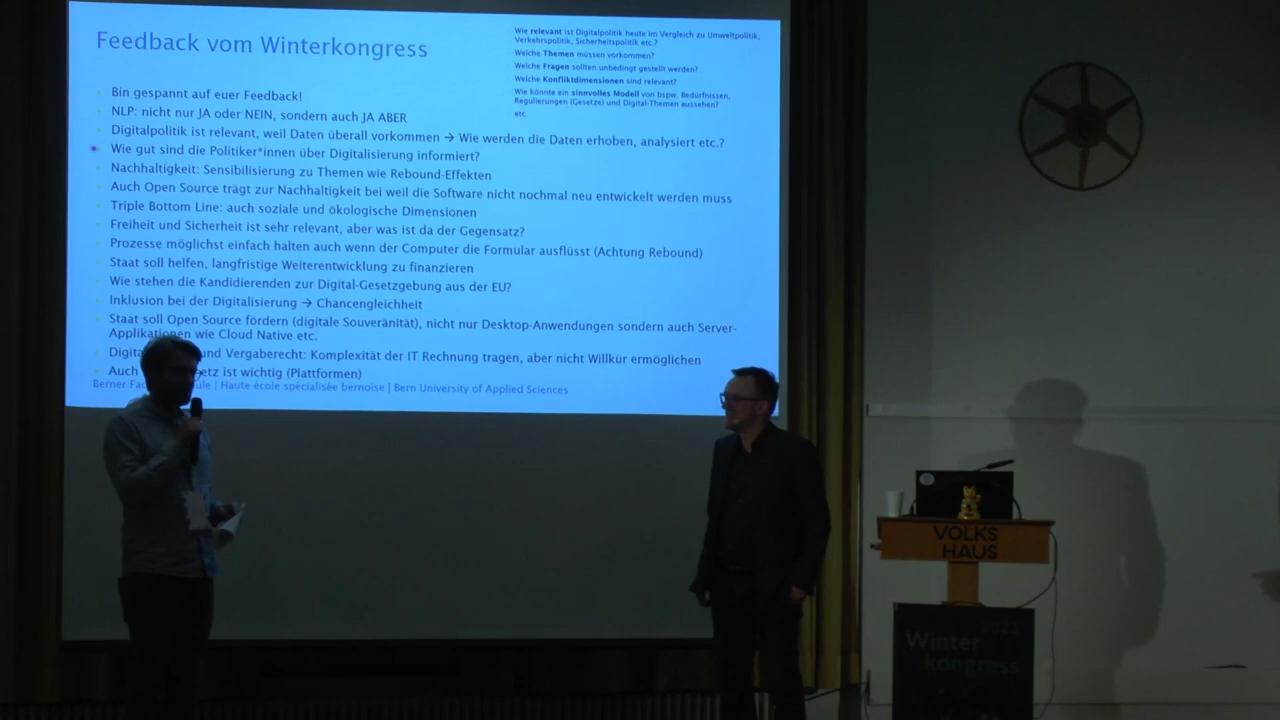 Feedback vom Winterkongress
Wie relevant ist Digitalpolitik heute im Vergleich zu Umweltpolitik,
Verkehrspolitik, Sicherheitspolitik etc.?
Welche Themen müssen vorkommen?
Welche Fragen sollten unbedingt gestellt werden?
Welche Konfliktdimensionen sind relevant?
Wie könnte ein sinnvolles Modell von bspw. Bedürfnissen,
Regulierungen (Gesetze) und Digital-Themen aussehen?
etc.
Bin gespannt auf euer Feedback!
NLP: nicht nur JA oder NEIN, sondern auch JA ABER
Digitalpolitik ist relevant, weil Daten überall vorkommen → Wie werden die Daten erhoben, analysiert etc.?
Wie gut sind die Politiker*innen über Digitalisierung informiert?
Nachhaltigkeit: Sensibilisierung zu Themen wie Rebound-Effekten
Auch Open Source trägt zur Nachhaltigkeit bei weil die Software nicht nochmal neu entwickelt werden muss
Triple Bottom Line: auch soziale und ökologische Dimensionen
Freiheit und Sicherheit ist sehr relevant, aber was ist da der Gegensatz?
Prozesse möglichst einfach halten auch wenn der Computer die Formular ausflüsst (Achtung Rebound)
Staat soll helfen, langfristige Weiterentwicklung zu finanzieren
Wie stehen die Kandidierenden zur Digital-Gesetzgebung aus der EU?
Inklusion bei der Digitalisierung → Chancengleichheit
Staat soll Open Source fördern (digitale Souveränität), nicht nur Desktop-Anwendungen sondern auch Server-
Applikationen wie Cloud Native etc.
und Vergaberecht: Komplexität der IT Rechnung tragen, aber nicht Willkür ermöglichen
Auch ist wichtig (Plattformen)
Berner | Haute école spécialisée bernoise | Bern University of Applied Sciences
VOLKS
HAUS
2023
Winter
kongress